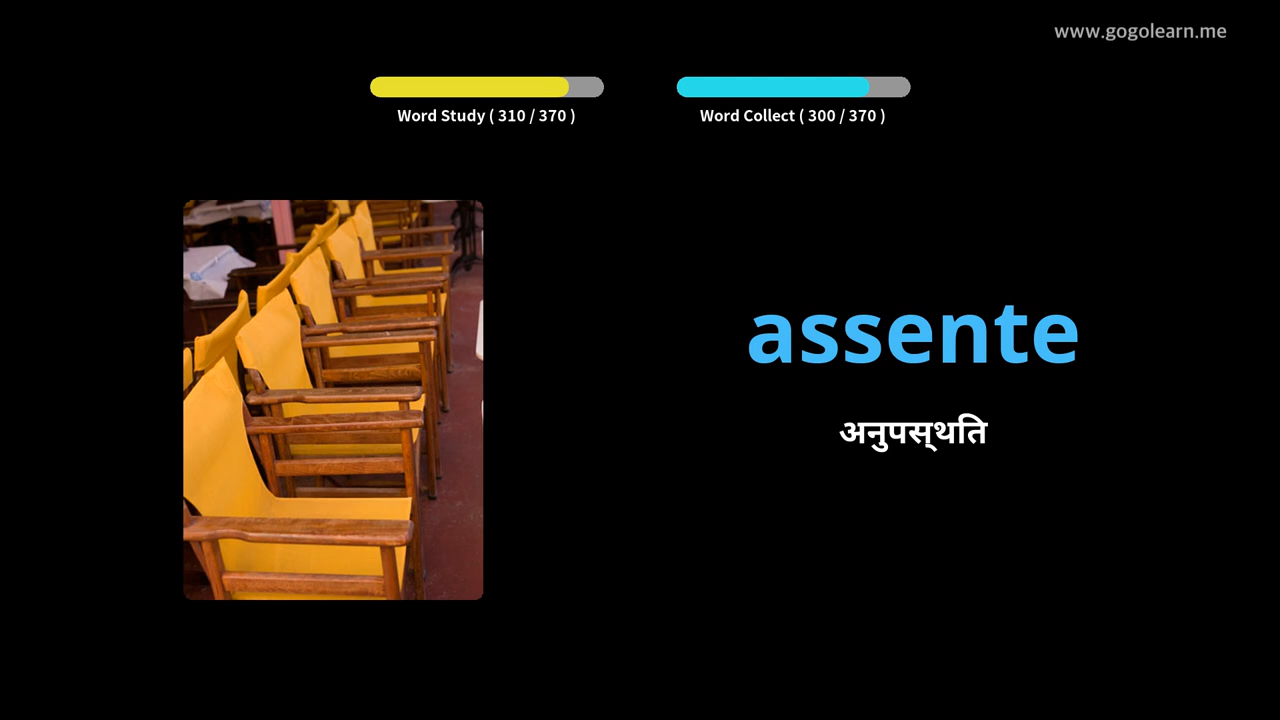 www.gogolearn.me
Word Study ( 310 / 370 )
Word Collect ( 300 / 370 )
assente
अनुपस्‌थति